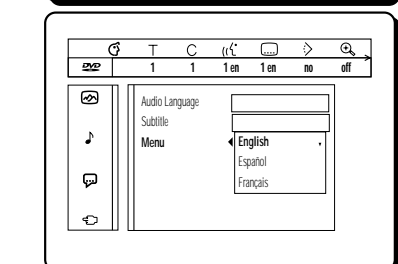 T C
DVD 1 1 1 en 1 en no off
Audio Language
Subtitle
Menu English
Español
Français